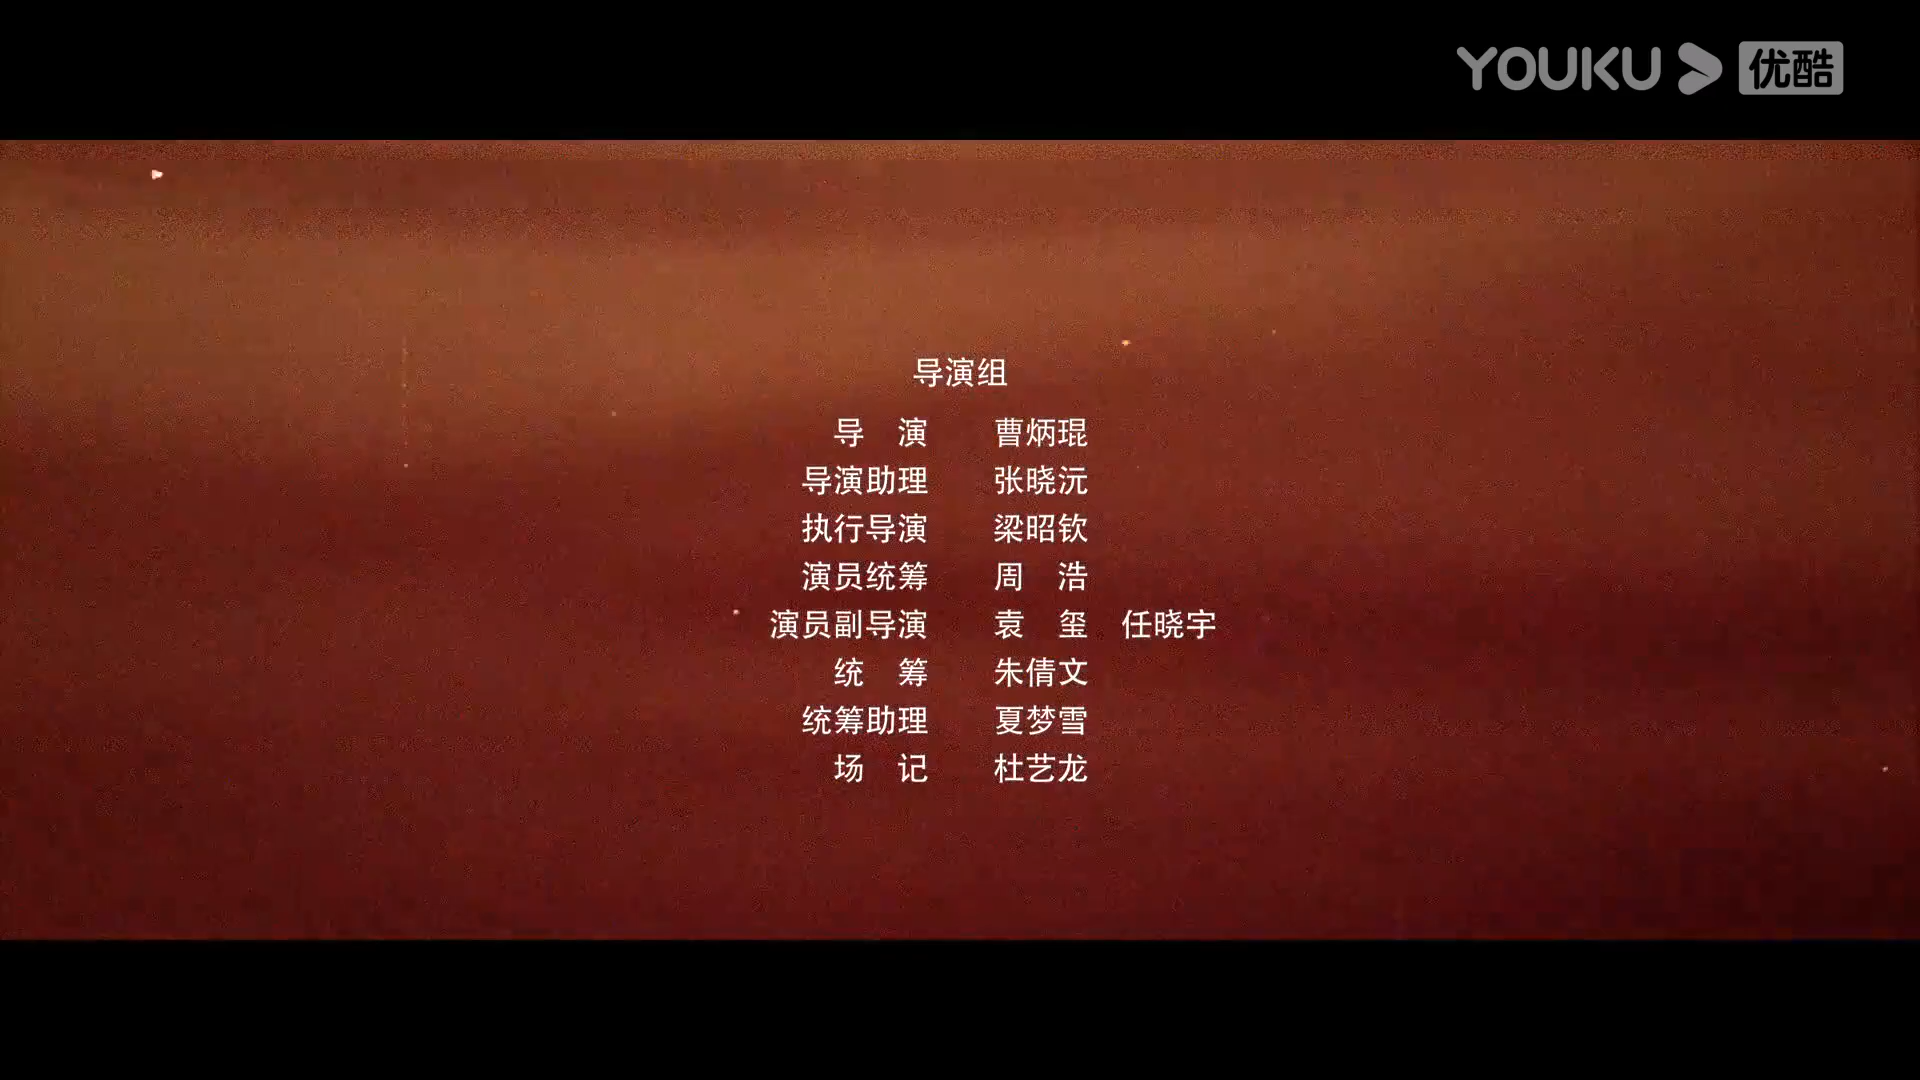 YOUKU 优酷
导演组
导 演 曹炳琨
导演助理 张晓沅
执行导演 梁昭钦
演员统筹 周 浩
演员副导演 袁 玺 任晓宇
统 筹 朱倩文
统筹助理 夏梦雪
场 记 杜艺龙